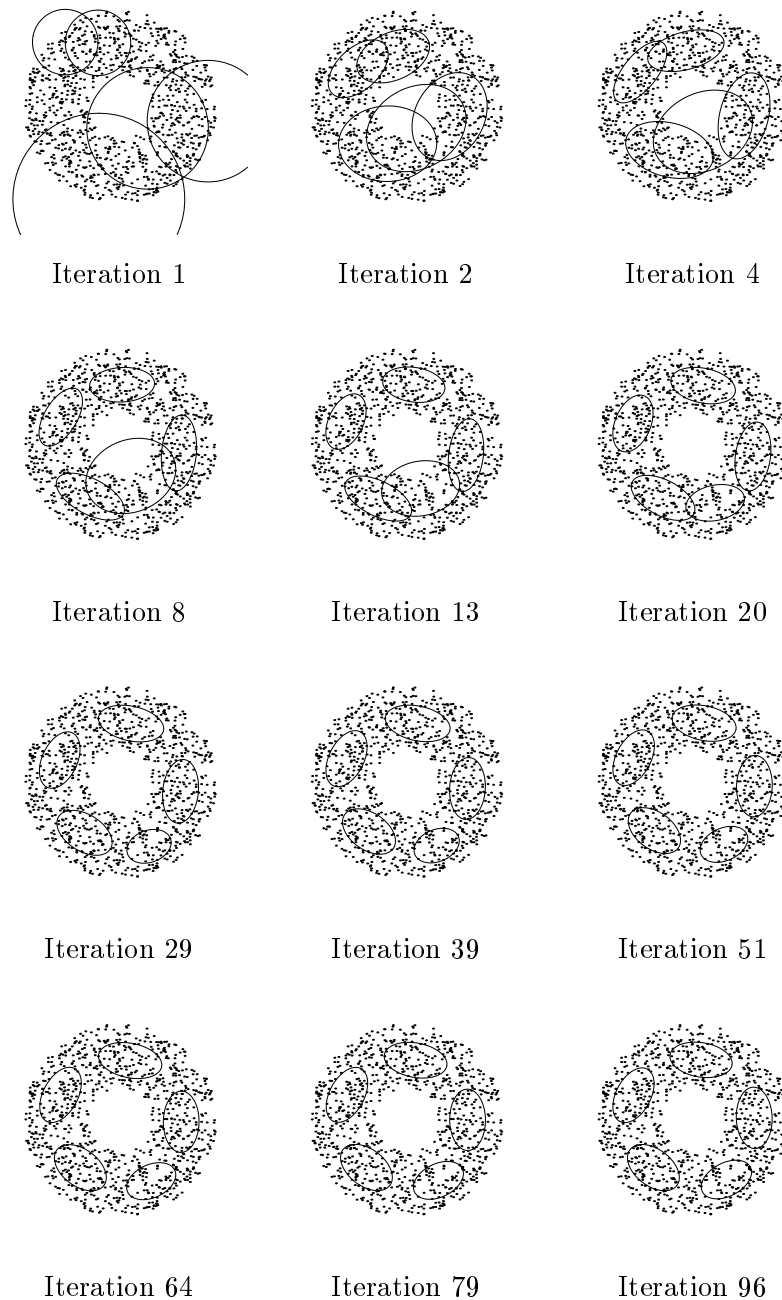 Iteration 1
Iteration 2
Iteration 4
Iteration 8
Iteration 13
Iteration 20
Iteration 29
Iteration 39
Iteration 51
Iteration 64
Iteration 79
Iteration 96